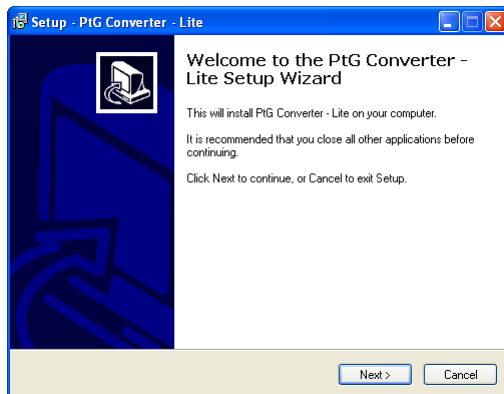 Setup - PtG Converter - Lite
Welcome to the PtG Converter -
Lite Setup Wizard
This will install PtG Converter - Lite on your computer.
It is recommended that you close all other applications before
continuing.
Click Next to continue, or Cancel to exit Setup.
Next >
Cancel